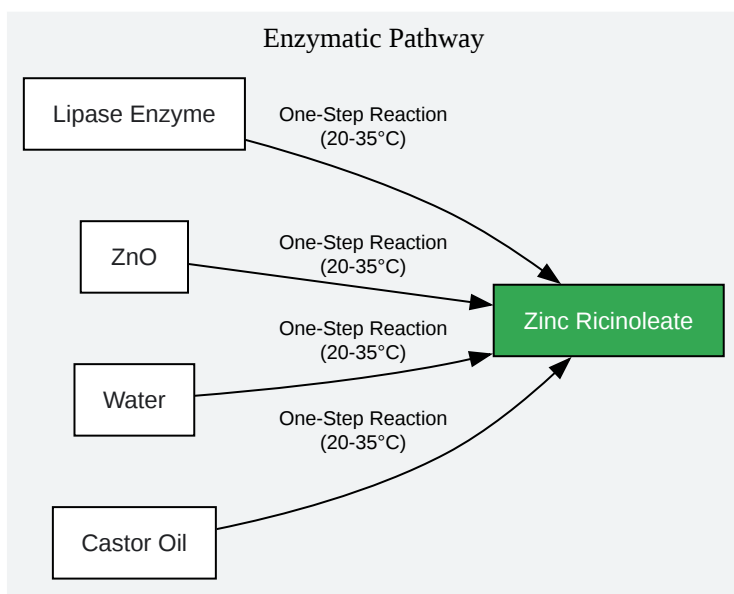 Enzymatic Pathway
Lipase Enzyme
One-Step Reaction
(20-35°C)
ZnO
One-Step Reaction
(20-35°C)
Zinc Ricinoleate
One-Step Reaction
(20-35°C)
Water
One-Step Reaction
(20-35°C)
Castor Oil